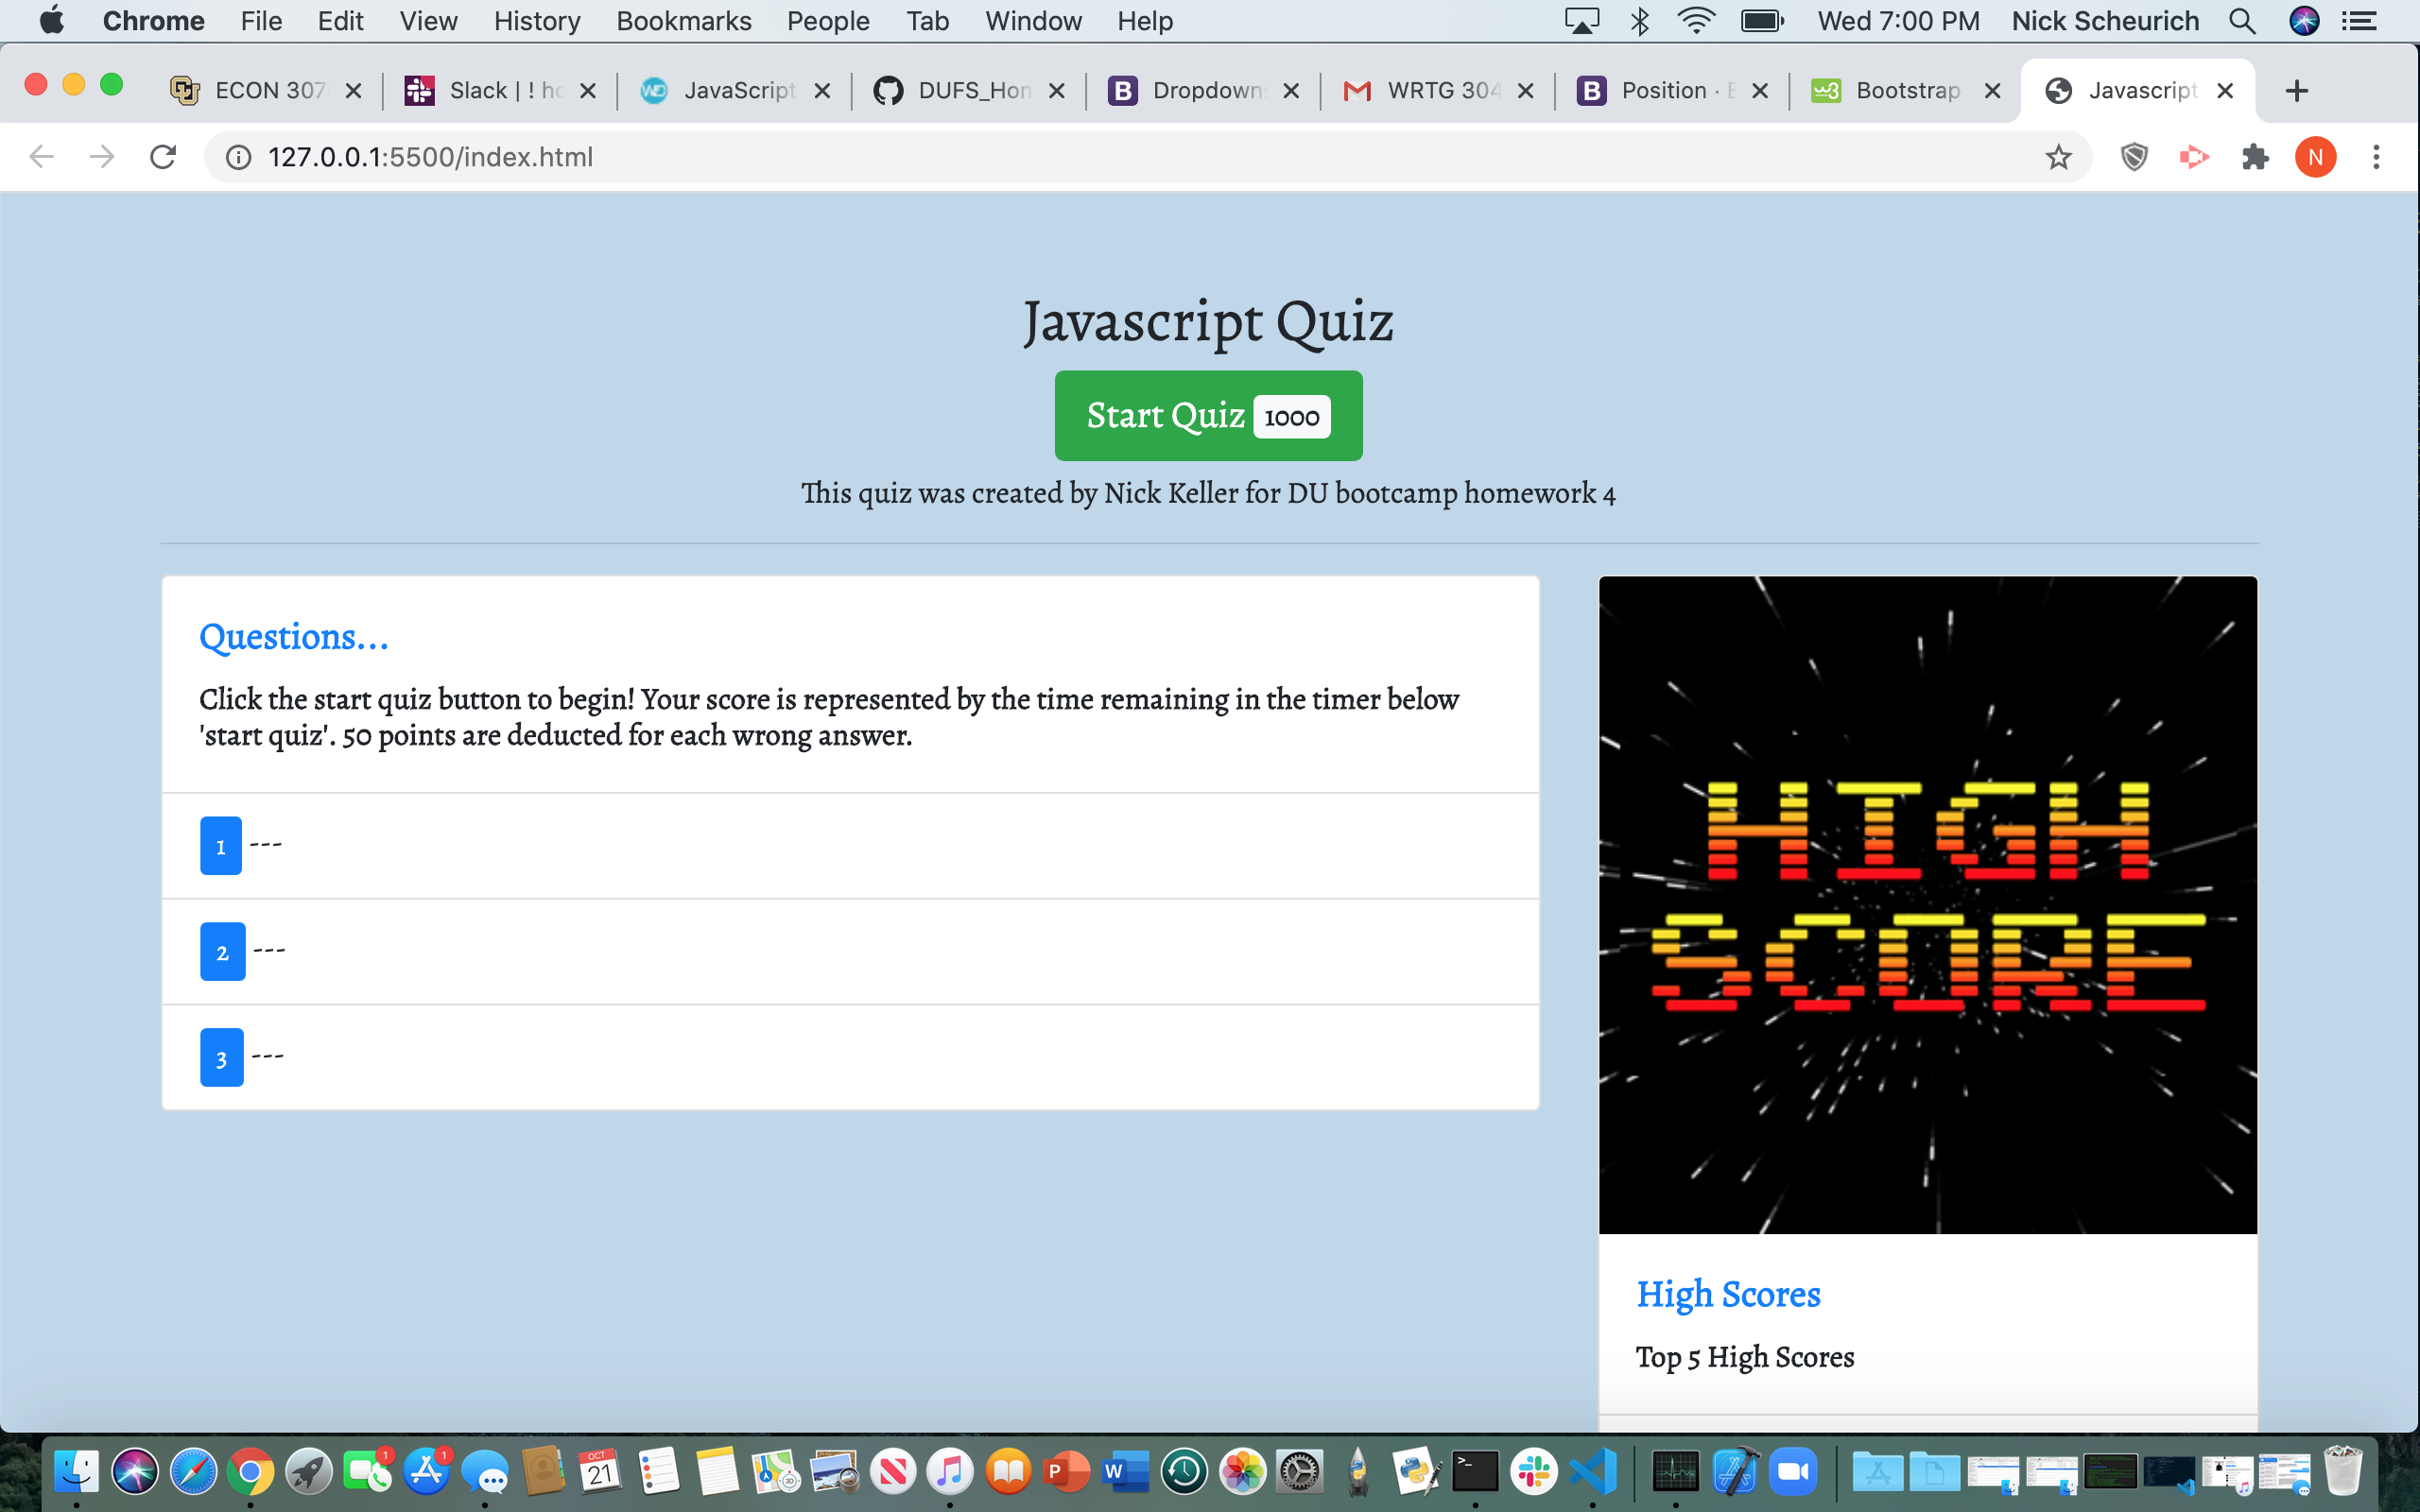 Chrome File Edit View History Bookmarks People Tab Window Help Wed 7:00 PM Nick Scheurich
ECON 307 Slack | ! JavaScript DUFS_Hom Dropdown WRTG 304 Position · Bootstrap Javascript
127.0.0.1:5500/index.html N
Javascript Quiz
Start Quiz 1000
This quiz was created by Nick Keller for DU bootcamp homework 4
Questions...
Click the start quiz button to begin! Your score is represented by the time remaining in the timer below
'start quiz'. 50 points are deducted for each wrong answer.
1 ---
2 ---
3 ---
HIGH
SCORE
High Scores
Top 5 High Scores
1 1
OCT
21